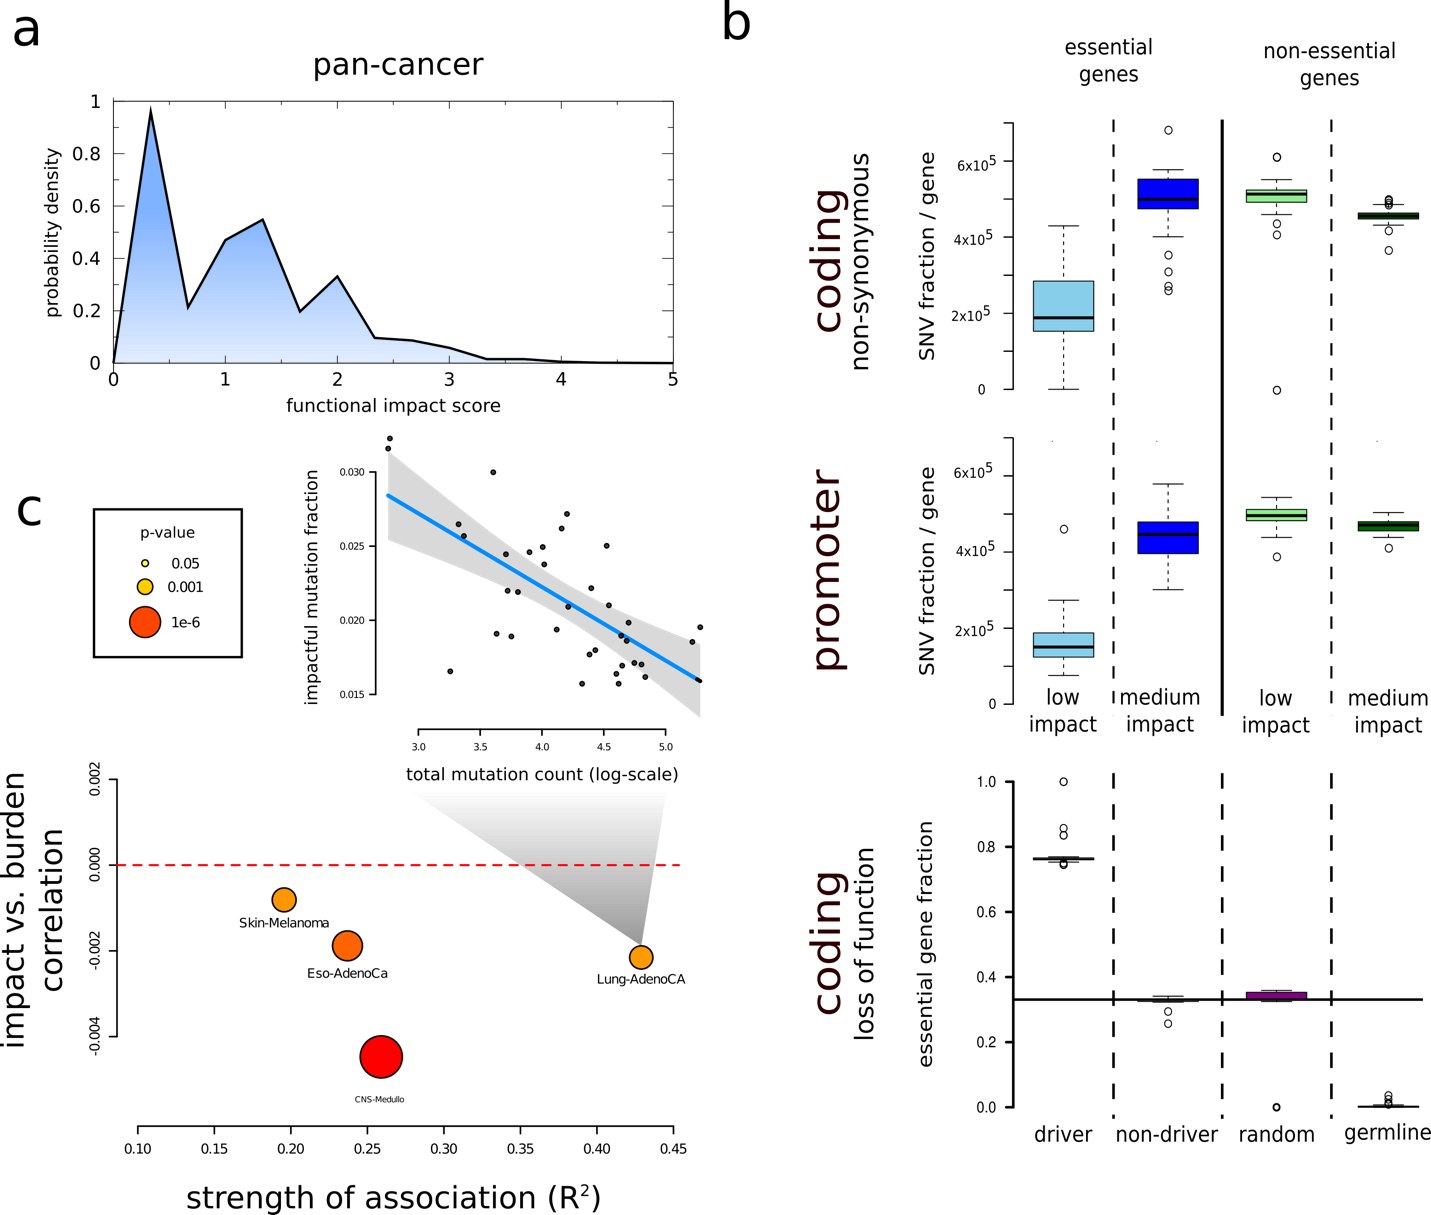 a
pan-cancer
probability density
1
0.8
0.6
0.4
0.2
0
0 1 2 3 4 5
functional impact score
b
essential
genes
non-essential
genes
coding
non-synonymous
SNV fraction / gene
6x10⁵
4x10⁵
2x10⁵
0
promoter
SNV fraction / gene
6x10⁵
4x10⁵
2x10⁵
0
low
impact
medium
impact
low
impact
medium
impact
coding
loss of function
essential gene fraction
1.0
0.8
0.6
0.4
0.2
0.0
driver
non-driver
random
germline
c
p-value
0.05
0.001
1e-6
impactful mutation fraction
0.030
0.025
0.020
0.015
3.0 3.5 4.0 4.5 5.0
total mutation count (log-scale)
impact vs. burden
correlation
0.002
0.000
-0.002
-0.004
Skin-Melanoma
Eso-AdenoCa
Lung-AdenoCA
CNS-Medullo
0.10 0.15 0.20 0.25 0.30 0.35 0.40 0.45
strength of association (R²)